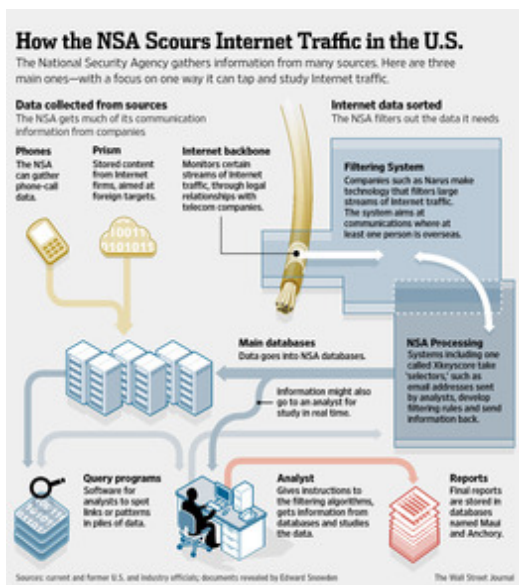 How the NSA Scours Internet Traffic in the U.S.
The National Security Agency gathers information from many sources. Here are three
main ones—with a focus on one way it can tap and study Internet traffic.
Data collected from sources
The NSA gets much of its communication
information from companies
Phones
The NSA
can gather
phone-call
data.
Prism
Stored content
from Internet
firms, aimed at
foreign targets.
Internet backbone
Monitors certain
streams of Internet
traffic, through legal
relationships with
telecom companies.
Internet data sorted
The NSA filters out the data it needs
Filtering System
Companies such as Narus make
technology that filters large
streams of Internet traffic.
The system aims at
communications where at
least one person is overseas.
10011
0101015
Main databases
Data goes into NSA databases.
NSA Processing
Systems including one
called Xkeyscore take
'selectors,' such as
email addresses sent
by analysts, develop
filtering rules and send
information back.
Information might also
go to an analyst for
study in real time.
Query programs
Software for
analysts to spot
links or patterns
in piles of data.
Analyst
Gives instructions to
the filtering algorithms,
gets information from
databases and studies
the data.
Reports
Final reports
are stored in
databases
named Maui
and Anchory.
Sources: current and former U.S. and industry officials; documents revealed by Edward Snowden
The Wall Street Journal